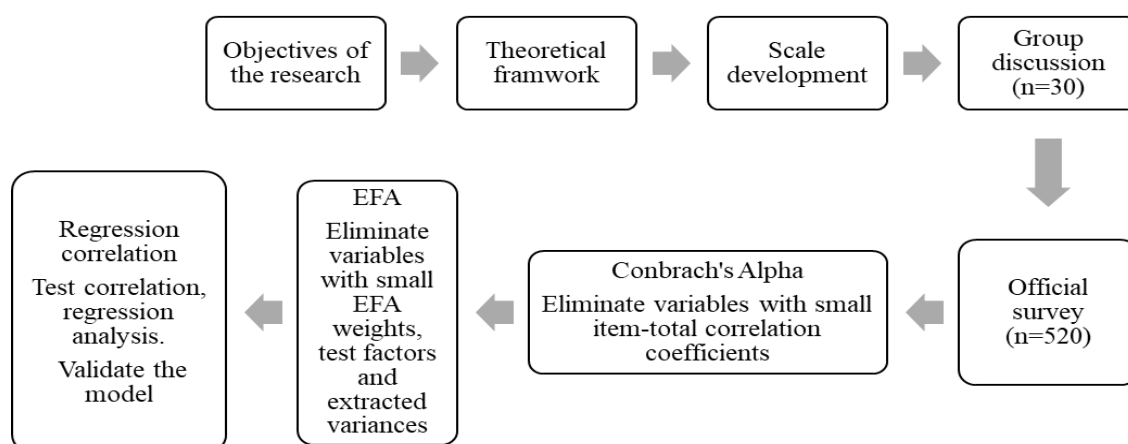 Objectives of
the research
Theoretical
framwork
Scale
development
Group
discussion
(n=30)
Official
survey
(n=520)
Conbrach's Alpha
Eliminate variables with small
item-total correlation
coefficients
EFA
Eliminate
variables
with small
EFA
weights,
test factors
and
extracted
variances
Regression
correlation
Test correlation,
regression
analysis.
Validate the
model